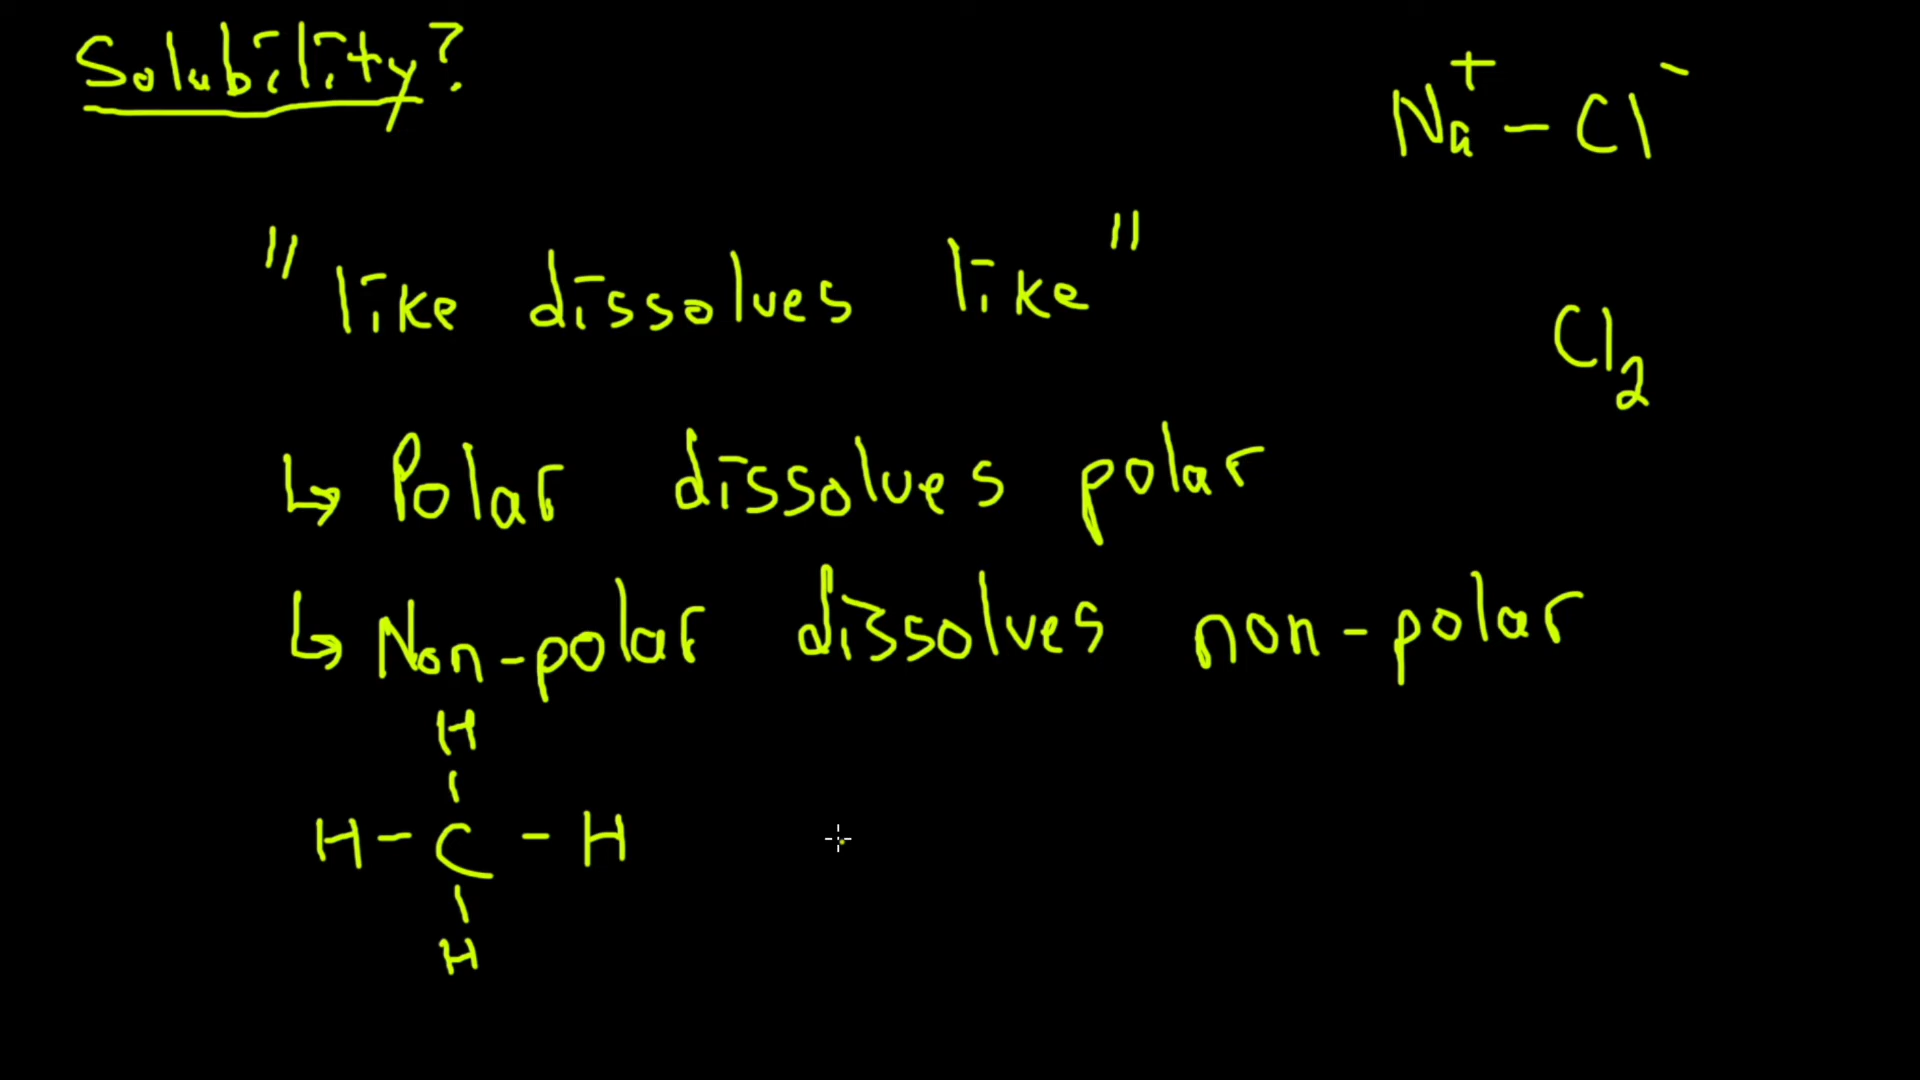 Solubility?
Na⁺ – Cl⁻
"like dissolves like"
Cl₂
↳ Polar dissolves polar
↳ Non-polar dissolves non-polar
H
H – C – H
H